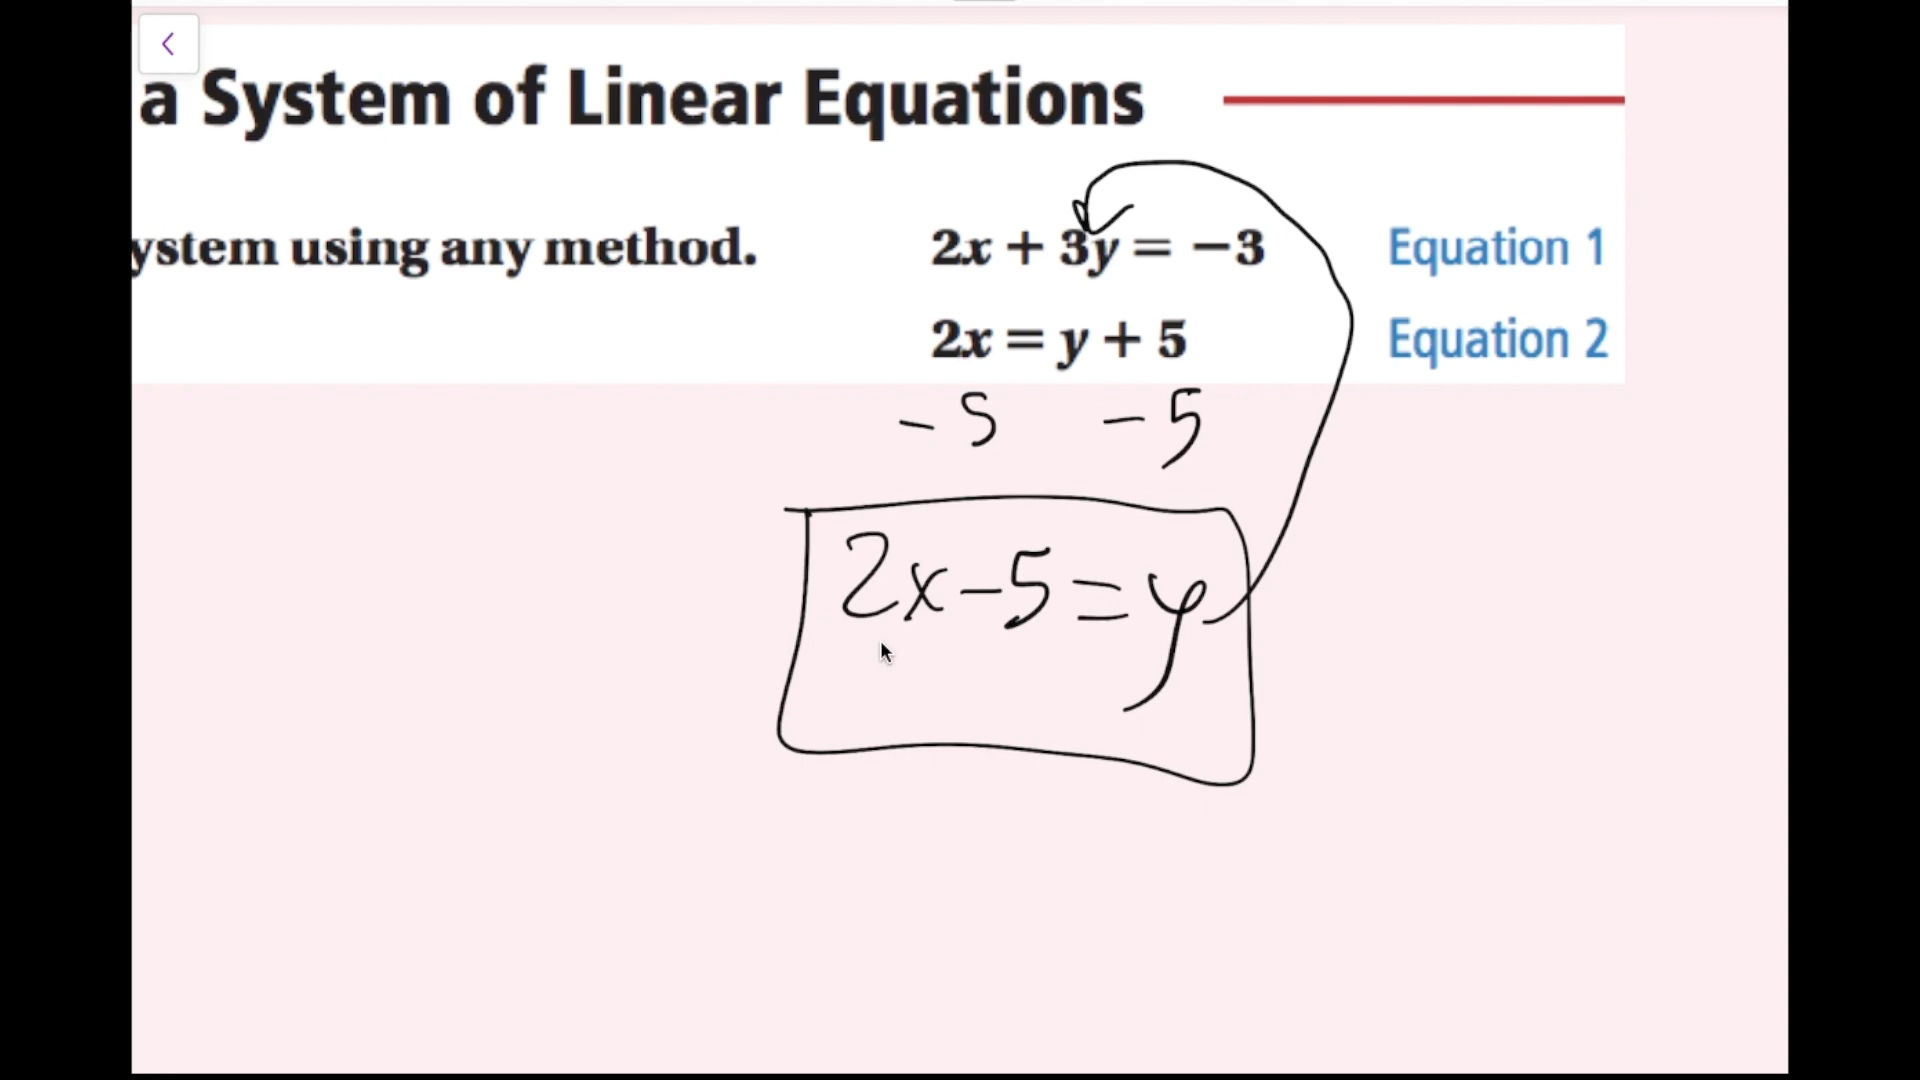 a System of Linear Equations
ystem using any method. 2x + 3y = −3 Equation 1
2x = y + 5 Equation 2
- 5 - 5
2x - 5 = y